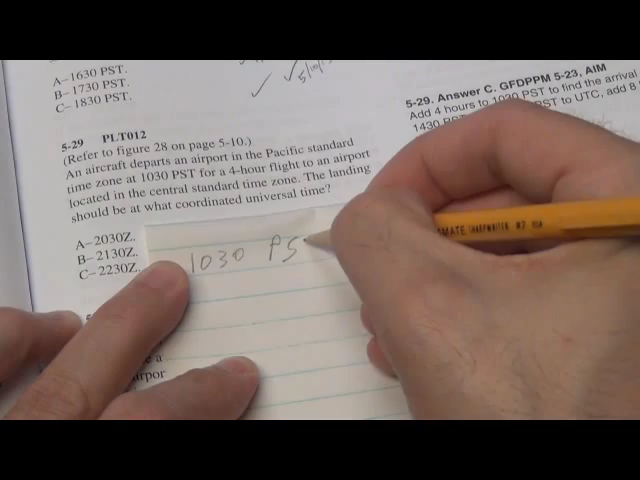 A–1630 PST.
B–1730 PST.
C–1830 PST.
5-29 PLT012
(Refer to figure 28 on page 5-10.)
An aircraft departs an airport in the Pacific standard
time zone at 1030 PST for a 4-hour flight to an airport
located in the central standard time zone. The landing
should be at what coordinated universal time?
A–2030Z.
B–2130Z.
C–2230Z.
1030 PS
5-29. Answer C. GFDPPM 5-23, AIM
Add 4 hours to 1030 PST to find the arrival
1430 PST to UTC, add 8
MATE SHARPWRITER #2 USA